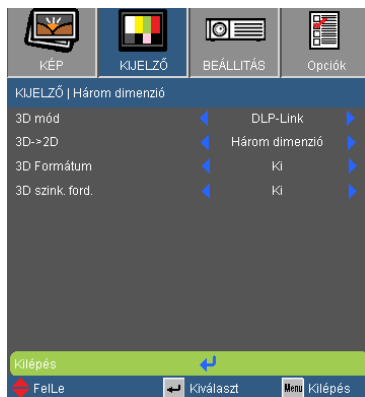 KÉP KIJELZŐ BEÁLLITÁS Opciók
KIJELZŐ | Három dimenzió
3D mód DLP-Link
3D->2D Három dimenzió
3D Formátum Ki
3D szink. ford. Ki
Kilépés
FelLe Kiválaszt Menu Kilépés